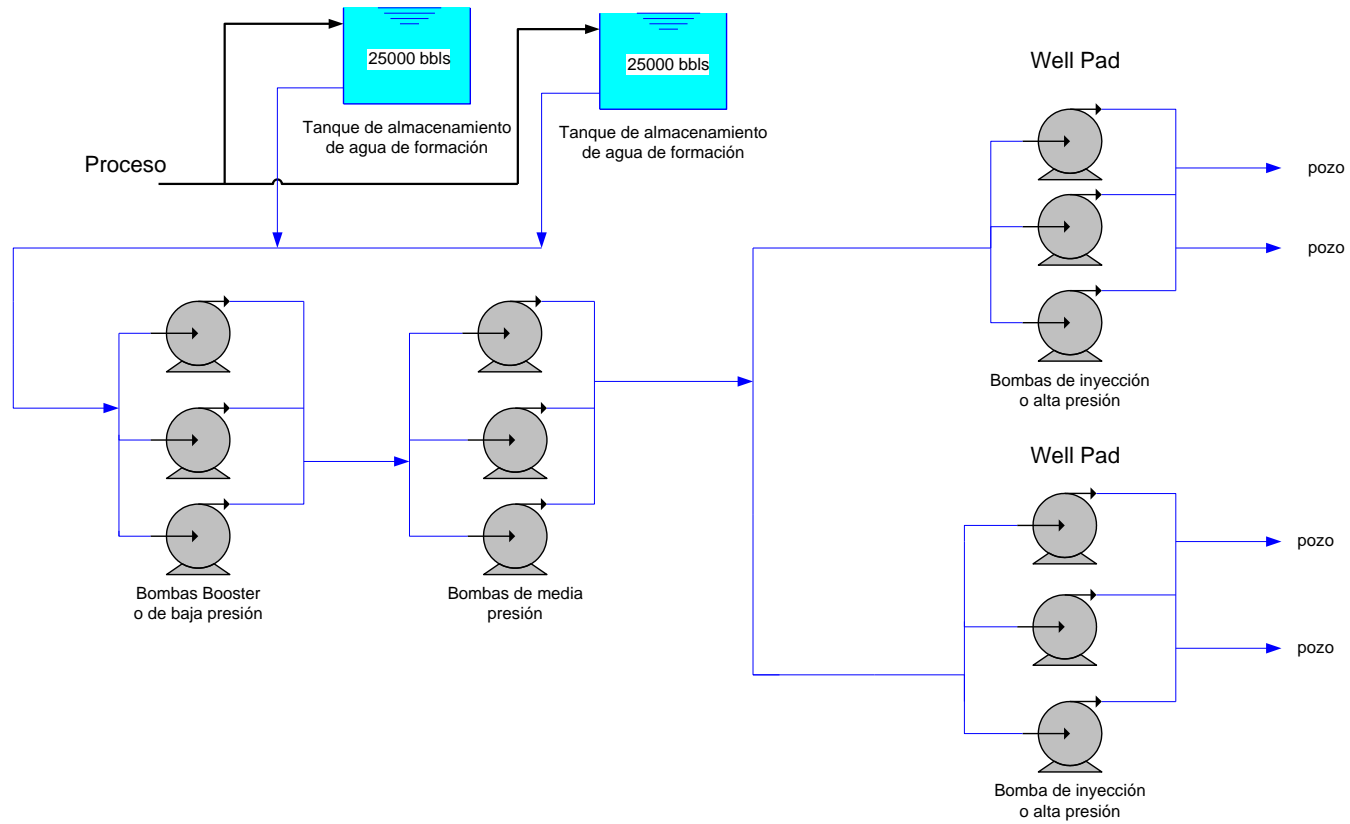 25000 bbls
25000 bbls
Tanque de almacenamiento
de agua de formación
Tanque de almacenamiento
de agua de formación
Proceso
Well Pad
pozo
pozo
Bombas de inyección
o alta presión
Bombas Booster
o de baja presión
Bombas de media
presión
Well Pad
pozo
pozo
Bomba de inyección
o alta presión